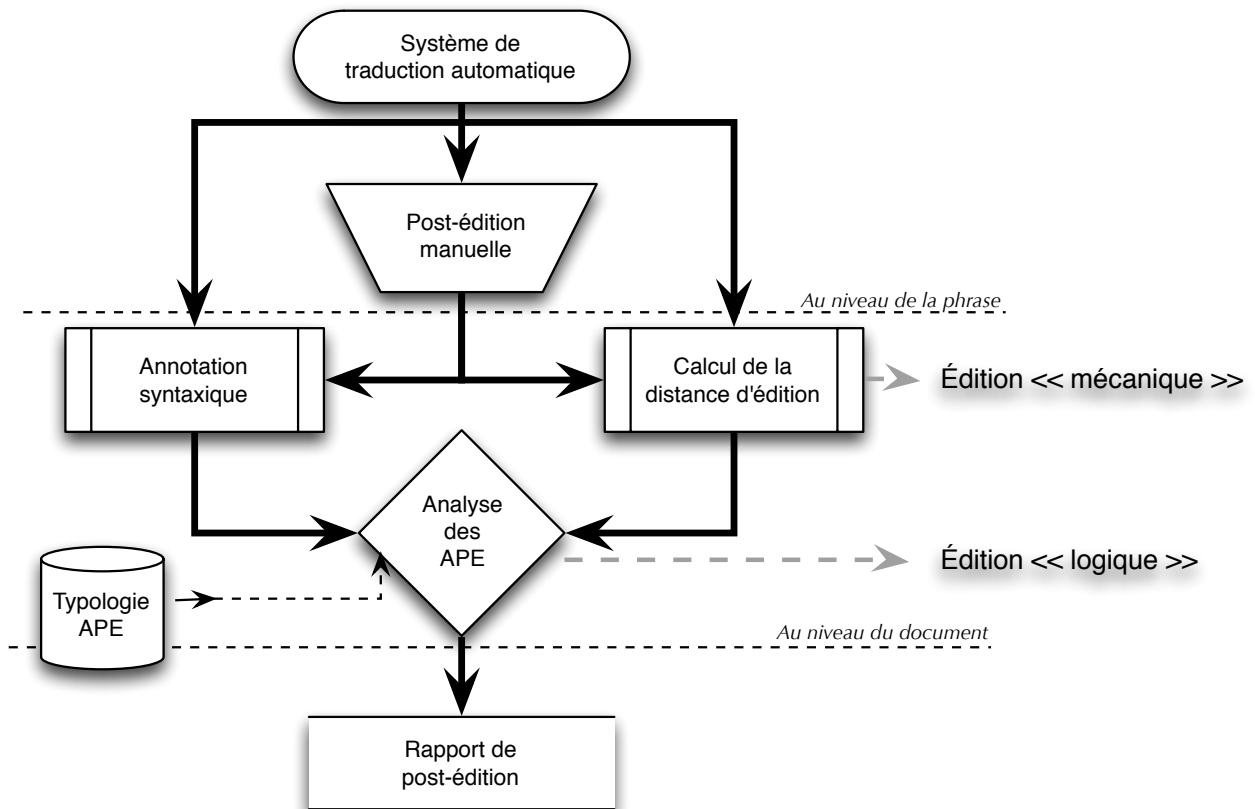 Système de
traduction automatique
Post-édition
manuelle
Au niveau de la phrase
Annotation
syntaxique
Calcul de la
distance d'édition
Édition << mécanique >>
Analyse
des
APE
Édition << logique >>
Typologie
APE
Au niveau du document
Rapport de
post-édition